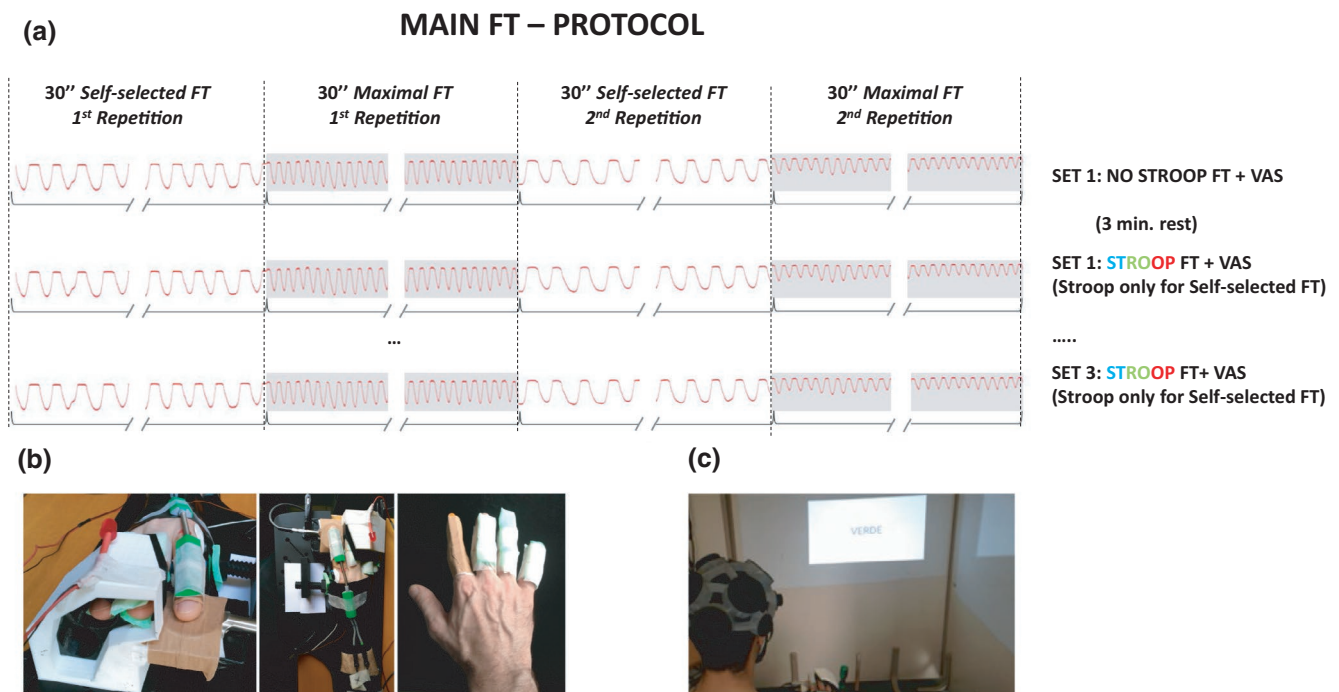 (a)
MAIN FT – PROTOCOL
30'' Self-selected FT
1st Repetition
30'' Maximal FT
1st Repetition
30'' Self-selected FT
2nd Repetition
30'' Maximal FT
2nd Repetition
SET 1: NO STROOP FT + VAS
(3 min. rest)
SET 1: STROOP FT + VAS
(Stroop only for Self-selected FT)
...
.....
SET 3: STROOP FT+ VAS
(Stroop only for Self-selected FT)
(b)
(c)
VERDE